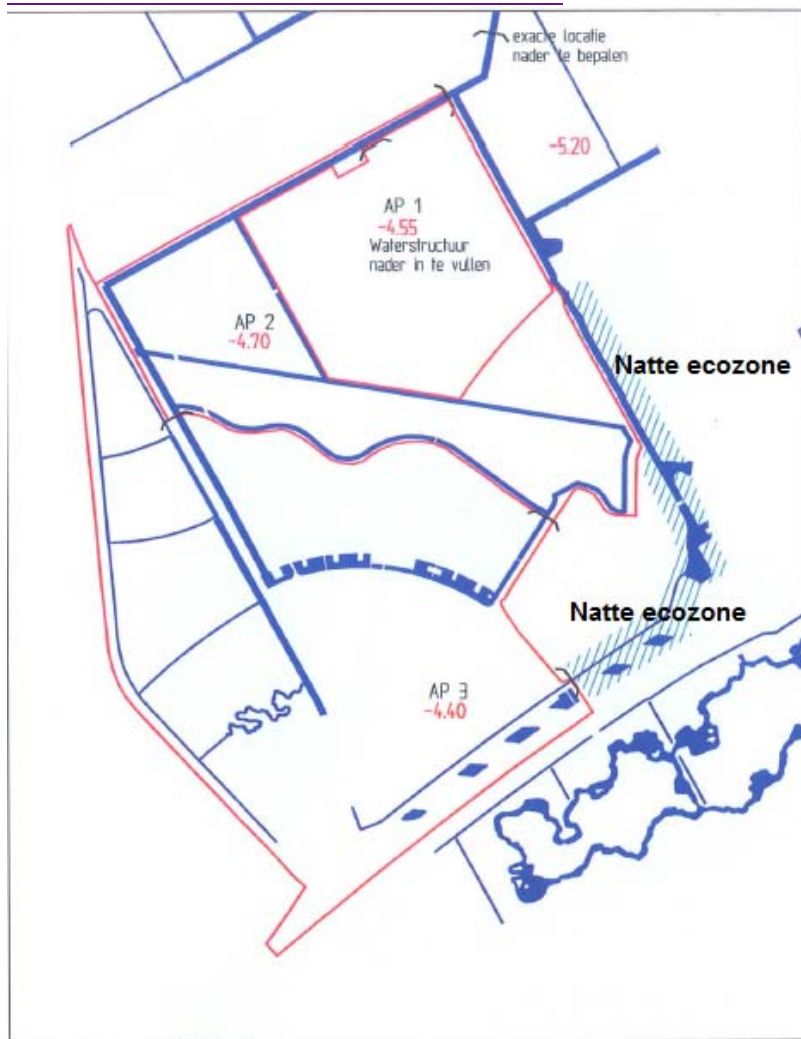 exacte locatie
nader te bepalen
-5.20
AP 1
-4.55
Waterstructuur
nader in te vullen
AP 2
-4.70
Natte ecozone
Natte ecozone
AP 3
-4.40